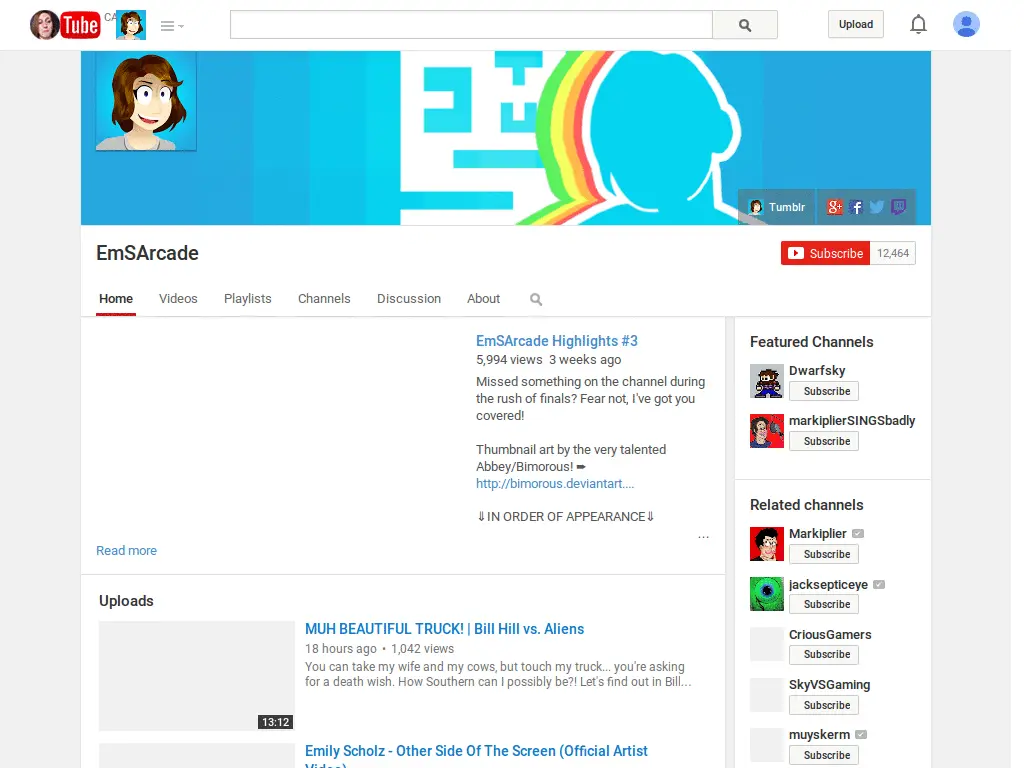 Tube CA
Upload
Tumblr
EmSArcade
Subscribe 12,464
Home Videos Playlists Channels Discussion About
EmSArcade Highlights #3
5,994 views 3 weeks ago
Missed something on the channel during
the rush of finals? Fear not, I've got you
covered!
Thumbnail art by the very talented
Abbey/Bimorous! ➨
http://bimorous.deviantart....
⇓IN ORDER OF APPEARANCE⇓
...
Read more
Uploads
MUH BEAUTIFUL TRUCK! | Bill Hill vs. Aliens
18 hours ago • 1,042 views
You can take my wife and my cows, but touch my truck... you're asking
for a death wish. How Southern can I possibly be?! Let's find out in Bill...
13:12
Emily Scholz - Other Side Of The Screen (Official Artist
Video)
Featured Channels
Dwarfsky
Subscribe
markiplierSINGSbadly
Subscribe
Related channels
Markiplier
Subscribe
jacksepticeye
Subscribe
CriousGamers
Subscribe
SkyVSGaming
Subscribe
muyskerm
Subscribe